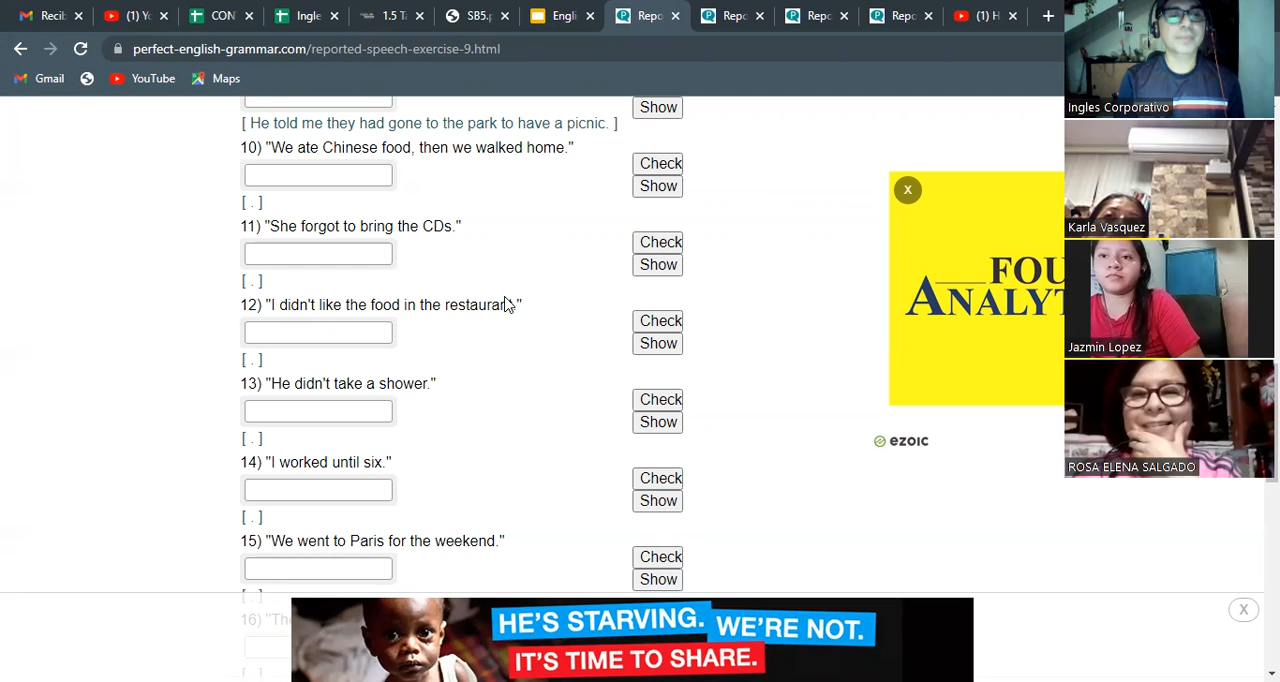 Recib
(1) Yo
CON
Ingle
1.5 Ta
SB5.p
Engli
Repo
Repo
Repo
Repo
(1) H
perfect-english-grammar.com/reported-speech-exercise-9.html
Gmail
YouTube
Maps
Show
[ He told me they had gone to the park to have a picnic. ]
10) "We ate Chinese food, then we walked home."
Check
Show
[ . ]
11) "She forgot to bring the CDs."
Check
Show
[ . ]
12) "I didn't like the food in the restaurant."
Check
Show
[ . ]
13) "He didn't take a shower."
Check
Show
[ . ]
14) "I worked until six."
Check
Show
[ . ]
15) "We went to Paris for the weekend."
Check
Show
[ . ]
16) "The
X
FOU
ANALYT
ezoic
HE'S STARVING. WE'RE NOT.
IT'S TIME TO SHARE.
X
Ingles Corporativo
Karla Vasquez
Jazmin Lopez
ROSA ELENA SALGADO